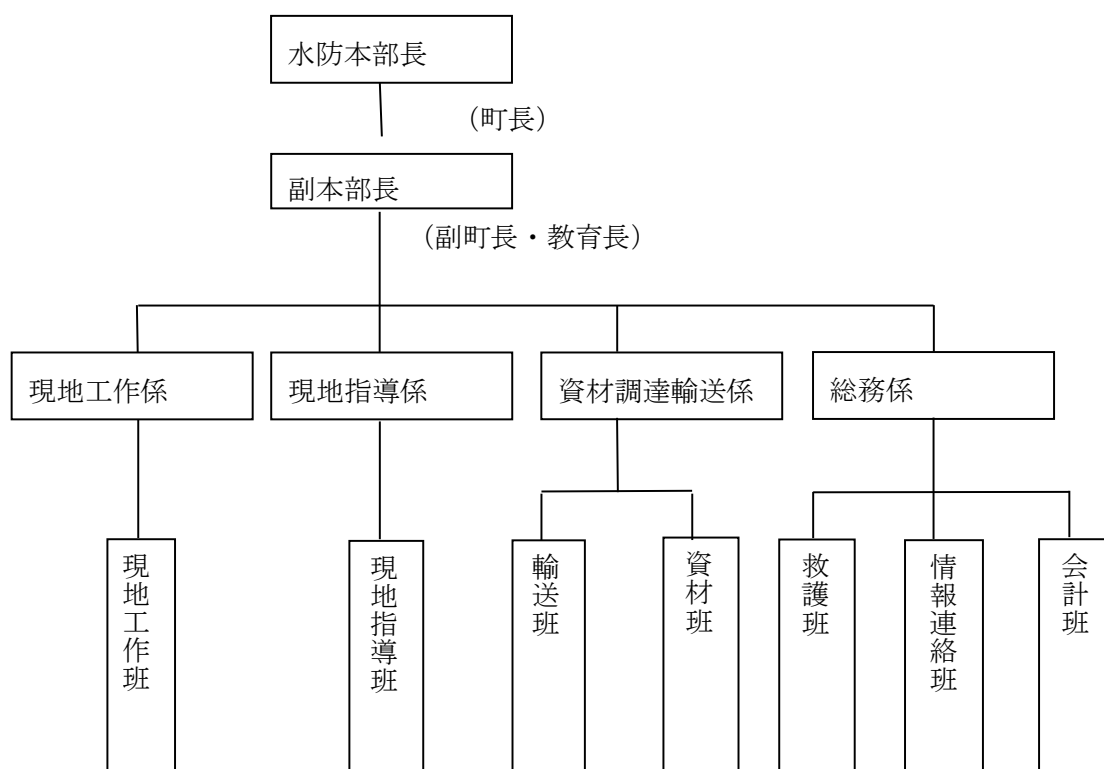 水防本部長
（町長）
副本部長
（副町長・教育長）
現地工作係
現地指導係
資材調達輸送係
総務係
現地工作班
現地指導班
輸送班
資材班
救護班
情報連絡班
会計班